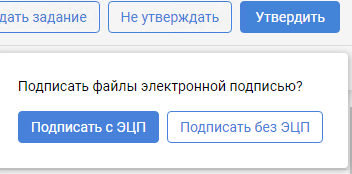 дать задание Не утверждать Утвердить
Подписать файлы электронной подписью?
Подписать с ЭЦП Подписать без ЭЦП